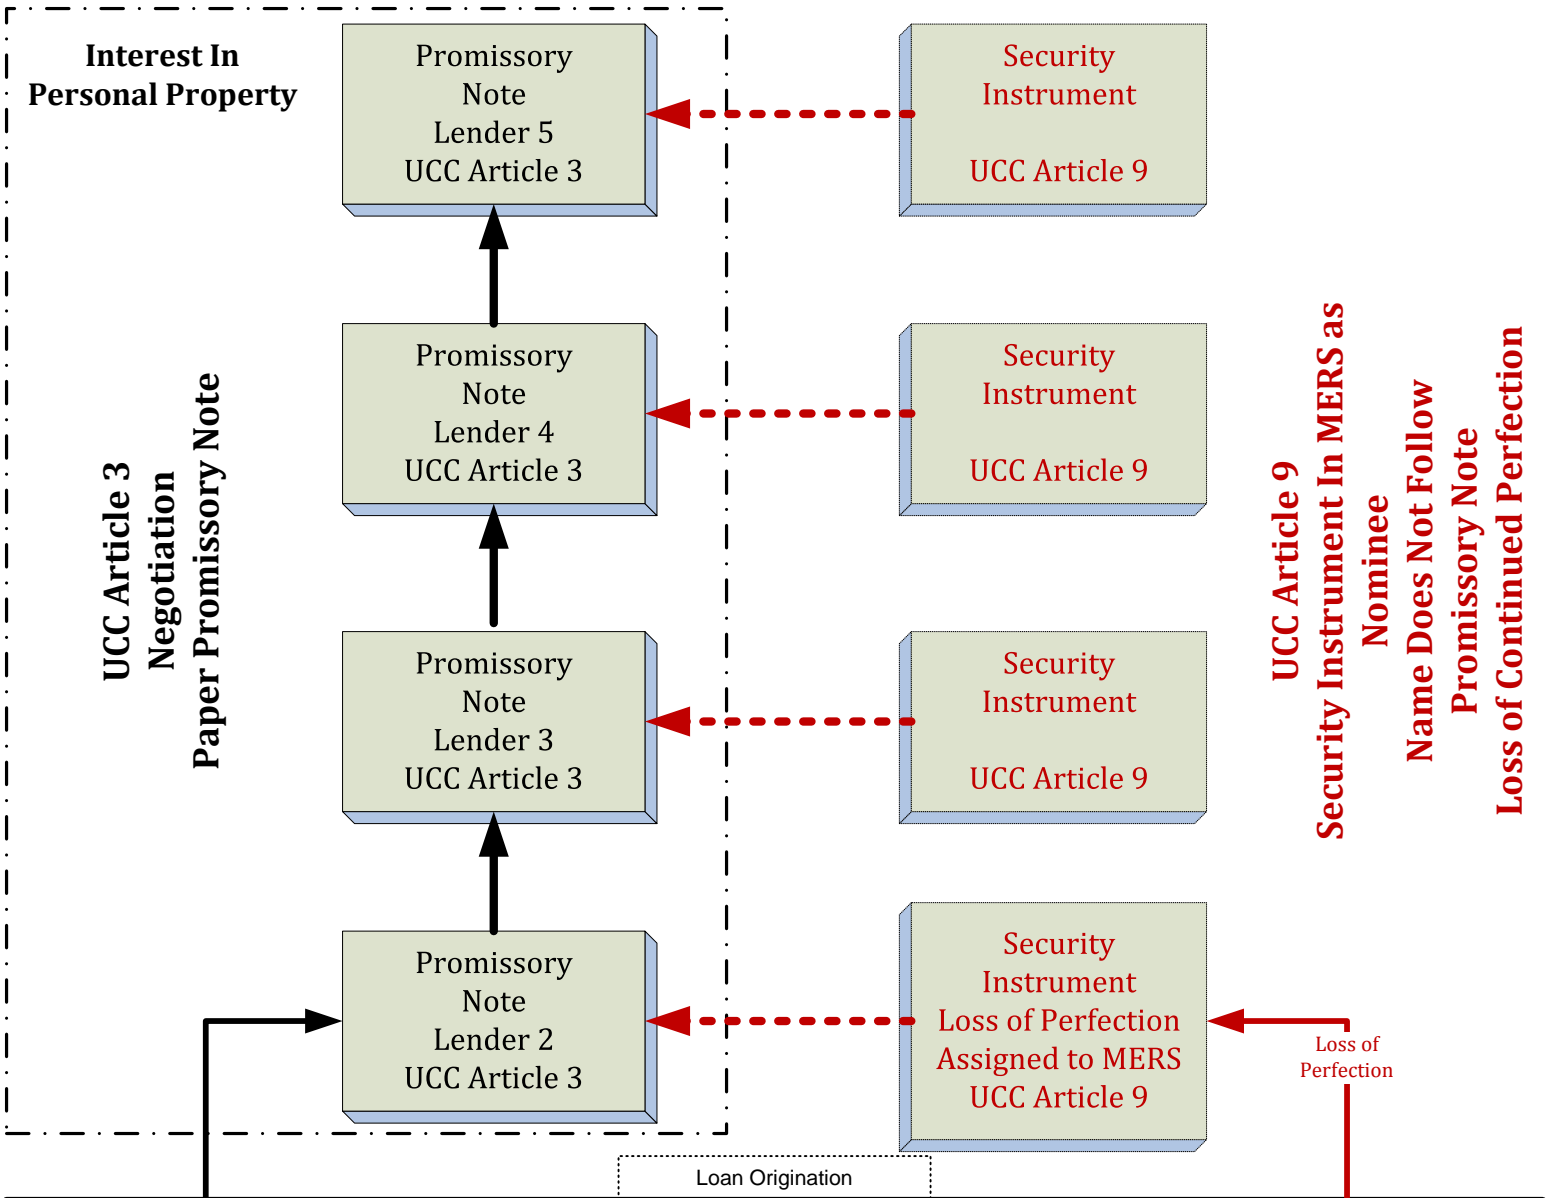 Interest In
Personal Property
Promissory
Note
Lender 5
UCC Article 3
Security
Instrument
UCC Article 9
Promissory
Note
Lender 4
UCC Article 3
Security
Instrument
UCC Article 9
UCC Article 3
Negotiation
Paper Promissory Note
UCC Article 9
Security Instrument In MERS as
Nominee
Name Does Not Follow
Promissory Note
Loss of Continued Perfection
Promissory
Note
Lender 3
UCC Article 3
Security
Instrument
UCC Article 9
Promissory
Note
Lender 2
UCC Article 3
Security
Instrument
Loss of Perfection
Assigned to MERS
UCC Article 9
Loss of
Perfection
Loan Origination